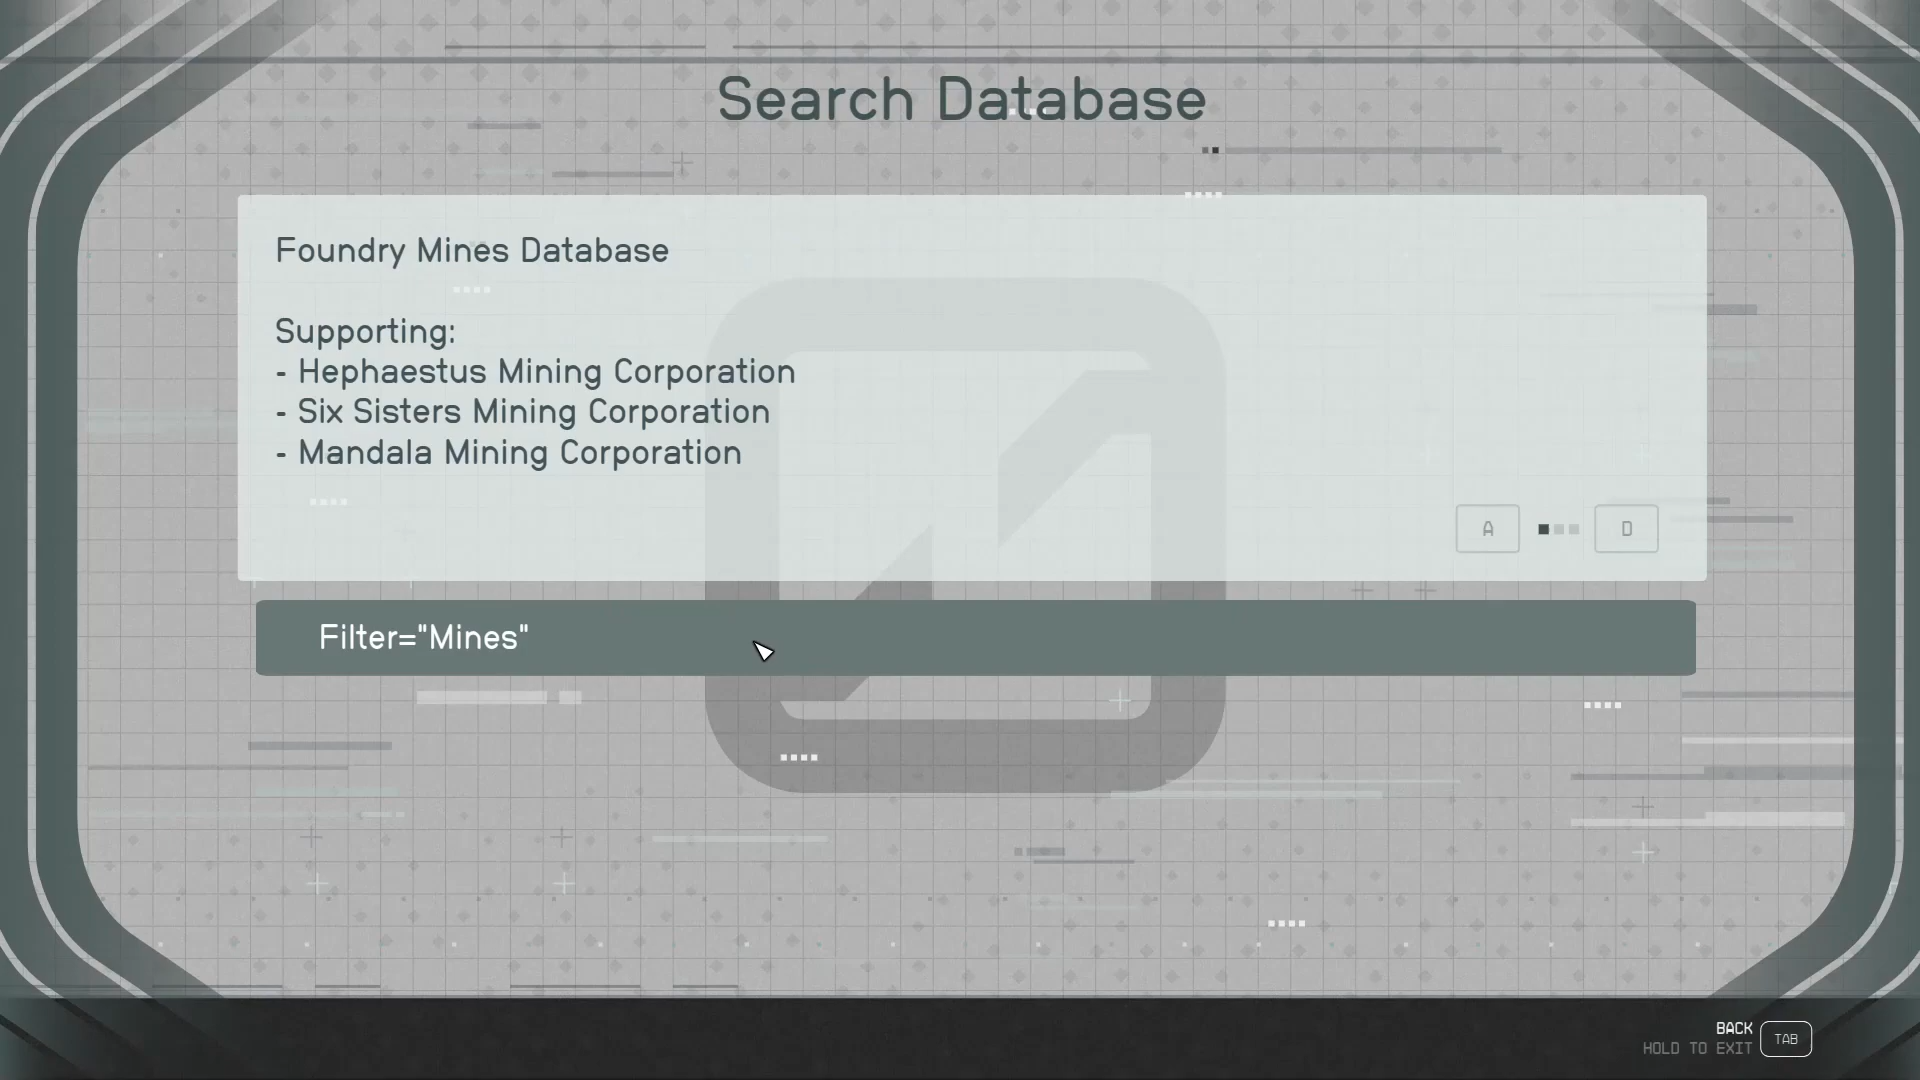 Search Database
Foundry Mines Database
Supporting:
- Hephaestus Mining Corporation
- Six Sisters Mining Corporation
- Mandala Mining Corporation
A
D
Filter="Mines"
BACK
HOLD TO EXIT
TAB